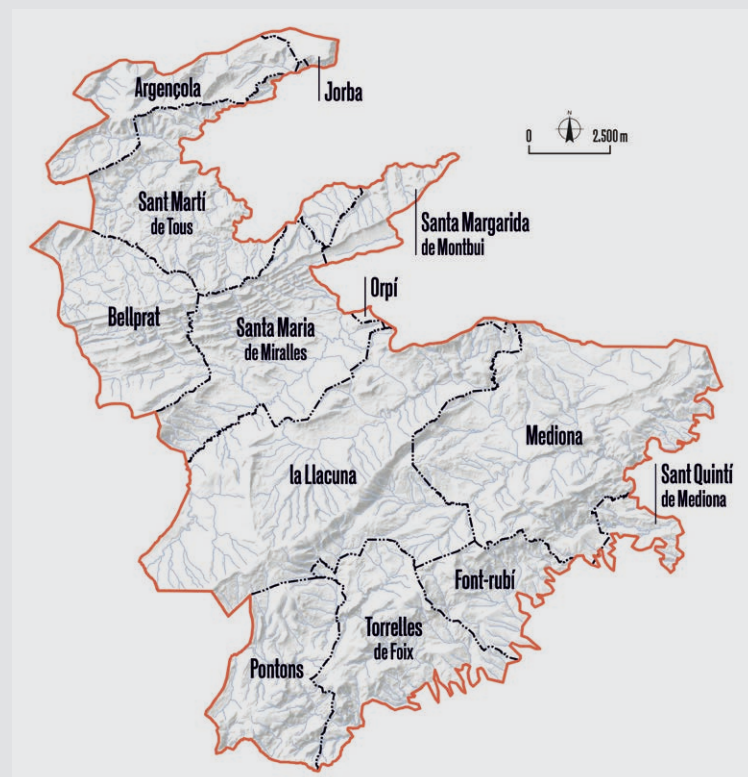 Argençola
Jorba
N
0 2.500 m
Sant Martí
de Tous
Santa Margarida
de Montbui
Orpí
Bellprat
Santa Maria
de Miralles
Mediona
la Llacuna
Sant Quintí
de Mediona
Font-rubí
Torrelles
de Foix
Pontons